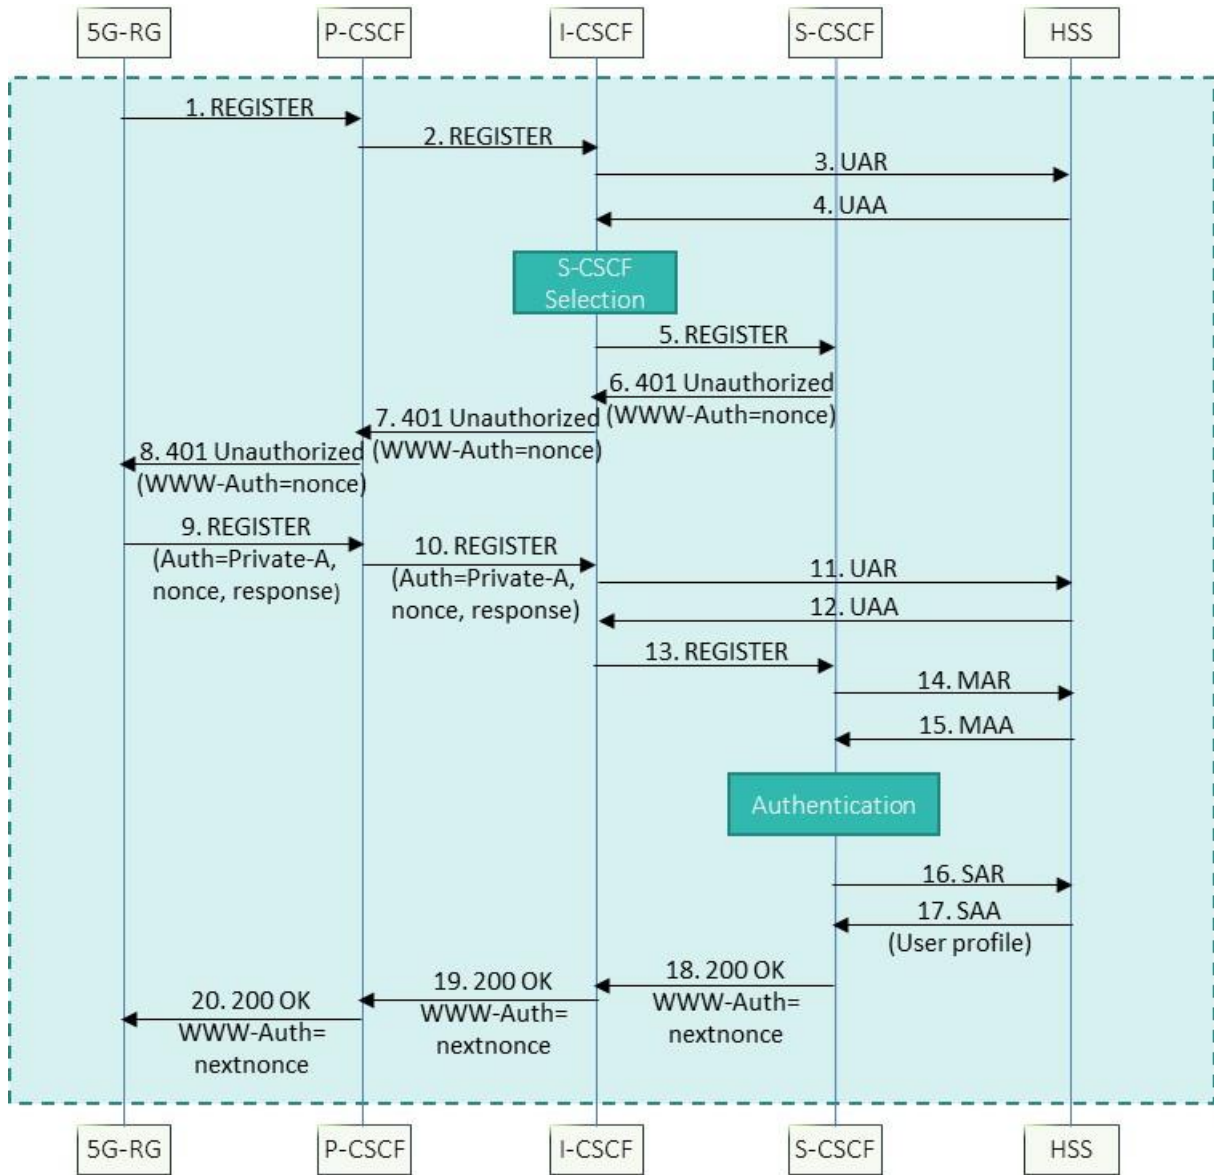 5G-RG
P-CSCF
I-CSCF
S-CSCF
HSS
1. REGISTER
2. REGISTER
3. UAR
4. UAA
S-CSCF
Selection
5. REGISTER
6. 401 Unauthorized
(WWW-Auth=nonce)
7. 401 Unauthorized
(WWW-Auth=nonce)
8. 401 Unauthorized
(WWW-Auth=nonce)
9. REGISTER
(Auth=Private-A,
nonce, response)
10. REGISTER
(Auth=Private-A,
nonce, response)
11. UAR
12. UAA
13. REGISTER
14. MAR
15. MAA
Authentication
16. SAR
17. SAA
(User profile)
18. 200 OK
WWW-Auth=
nextnonce
19. 200 OK
WWW-Auth=
nextnonce
20. 200 OK
WWW-Auth=
nextnonce
5G-RG
P-CSCF
I-CSCF
S-CSCF
HSS